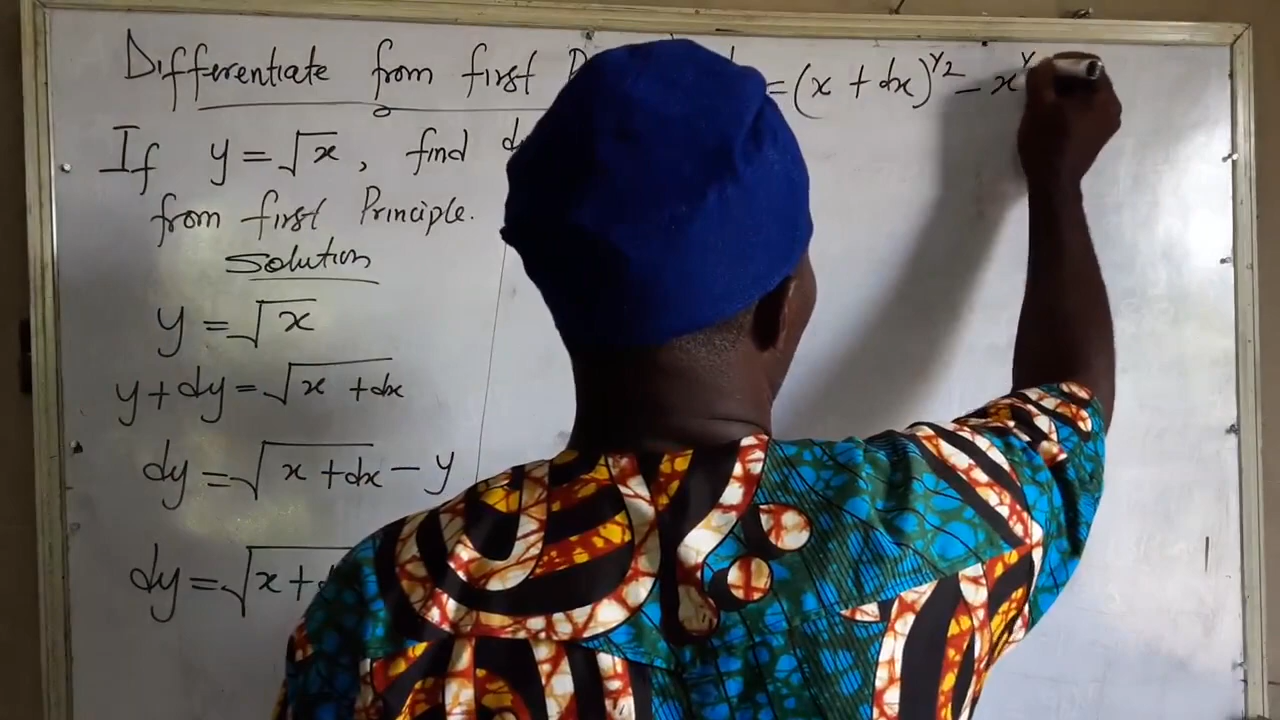 Differentiate from first
If y = √x, find
from first Principle.
Solution
y = √x
y + dy = √x + dx
dy = √x + dx - y
dy = √x +
= (x + dx)^1/2 - x